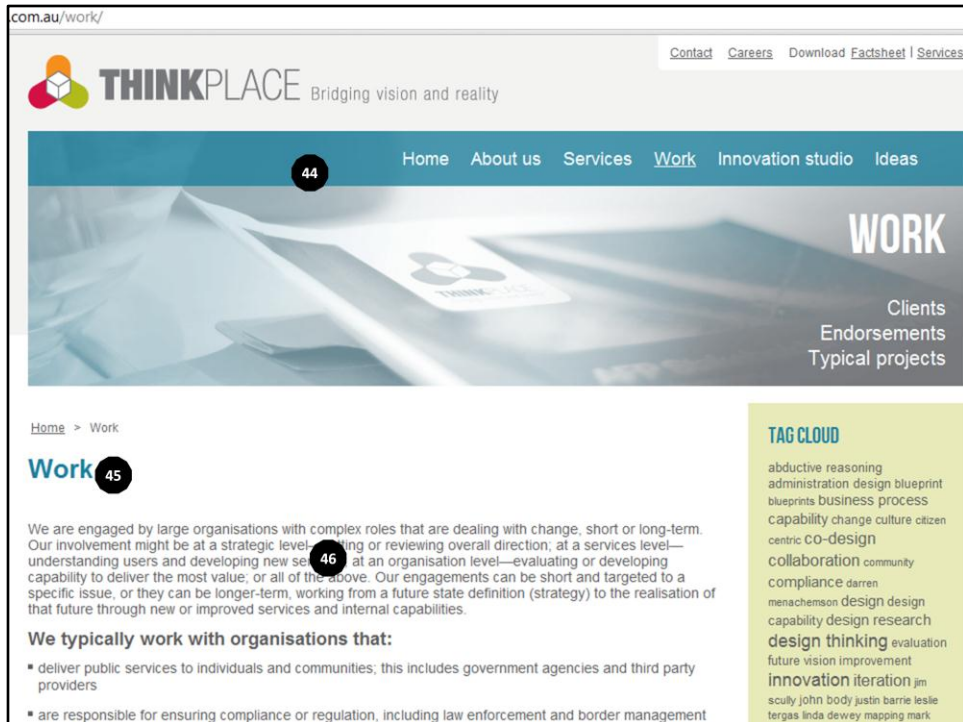 .com.au/work/
Contact Careers Download Factsheet | Services
THINKPLACE Bridging vision and reality
Home About us Services Work Innovation studio Ideas
44
WORK
THINK
Clients
Endorsements
Typical projects
Home > Work
Work
45
We are engaged by large organisations with complex roles that are dealing with change, short or long-term.
Our involvement might be at a strategic level— or reviewing overall direction; at a services level—
46
understanding users and developing new at an organisation level—evaluating or developing
capability to deliver the most value; or all of the above. Our engagements can be short and targeted to a
specific issue, or they can be longer-term, working from a future state definition (strategy) to the realisation of
that future through new or improved services and internal capabilities.
We typically work with organisations that:
▪ deliver public services to individuals and communities; this includes government agencies and third party
providers
▪ are responsible for ensuring compliance or regulation, including law enforcement and border management
TAG CLOUD
abductive reasoning
administration design blueprint
blueprints business process
capability change culture citizen
centric co-design
collaboration community
compliance darren
menachemson design design
capability design research
design thinking evaluation
future vision improvement
innovation iteration jim
scully john body justin barrie leslie
tergas linda dewey mapping mark